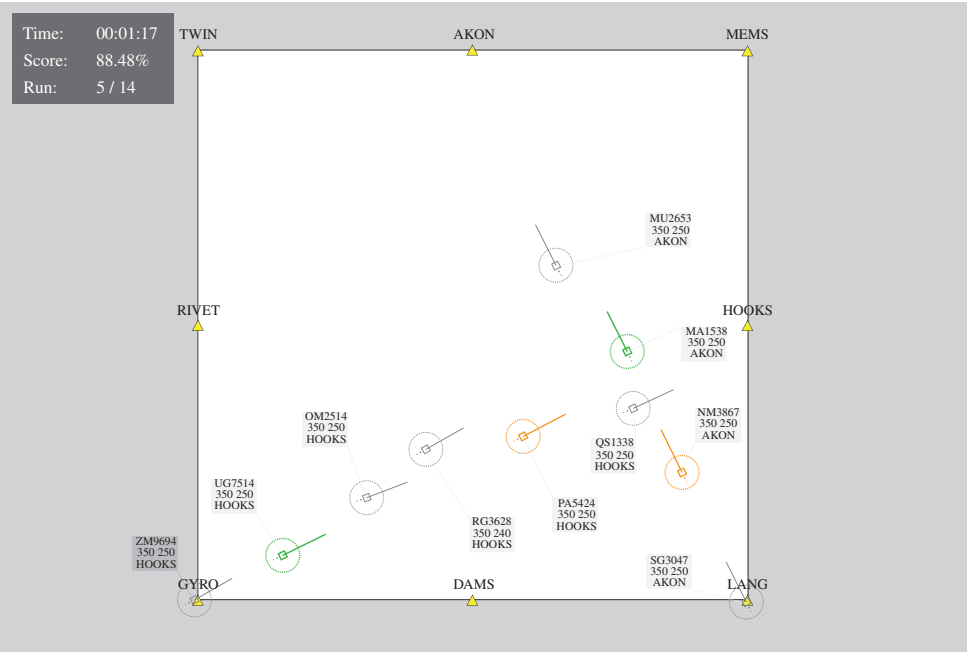 Time: 00:01:17
Score: 88.48%
Run: 5 / 14
TWIN
AKON
MEMS
MU2653
350 250
AKON
RIVET
HOOKS
MA1538
350 250
AKON
OM2514
350 250
HOOKS
NM3867
350 250
AKON
QS1338
350 250
HOOKS
UG7514
350 250
HOOKS
PA5424
350 250
HOOKS
RG3628
350 240
HOOKS
ZM9694
350 250
HOOKS
SG3047
350 250
AKON
GYRO
DAMS
LANG